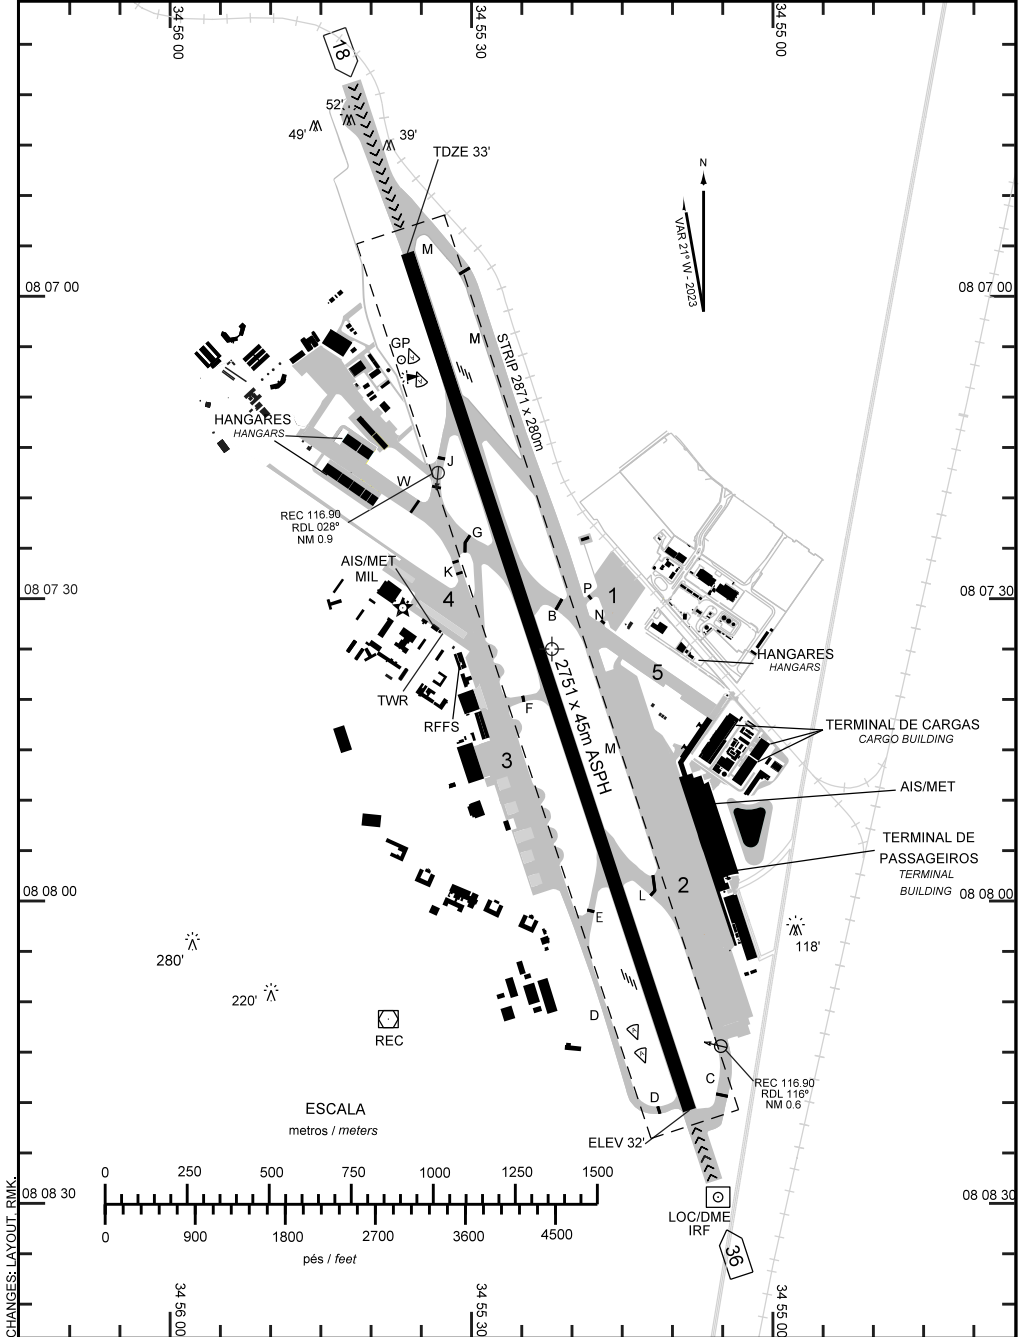 34 56 00
34 55 30
34 55 00
18
52'
49'
39'
TDZE 33'
N
VAR 21° W - 2023
M
08 07 00
08 07 00
M
STRIP 2871 x 280m
GP
HANGARES
HANGARS
J
W
REC 116.90
RDL 028°
NM 0.9
G
AIS/MET
MIL
K
08 07 30
4
P
1
08 07 30
B
N
HANGARES
HANGARS
5
2751 x 45m ASPH
TWR
F
RFFS
TERMINAL DE CARGAS
CARGO BUILDING
M
3
AIS/MET
TERMINAL DE
PASSAGEIROS
TERMINAL
BUILDING
2
L
08 08 00
08 08 00
E
118'
280'
220'
D
REC
C
REC 116.90
RDL 116°
NM 0.6
D
ESCALA
metros / meters
ELEV 32'
0 250 500 750 1000 1250 1500
08 08 30
08 08 30
LOC/DME
IRF
0 900 1800 2700 3600 4500
pés / feet
36
CHANGES: LAYOUT, RMK.
34 56 00
34 55 30
34 55 00